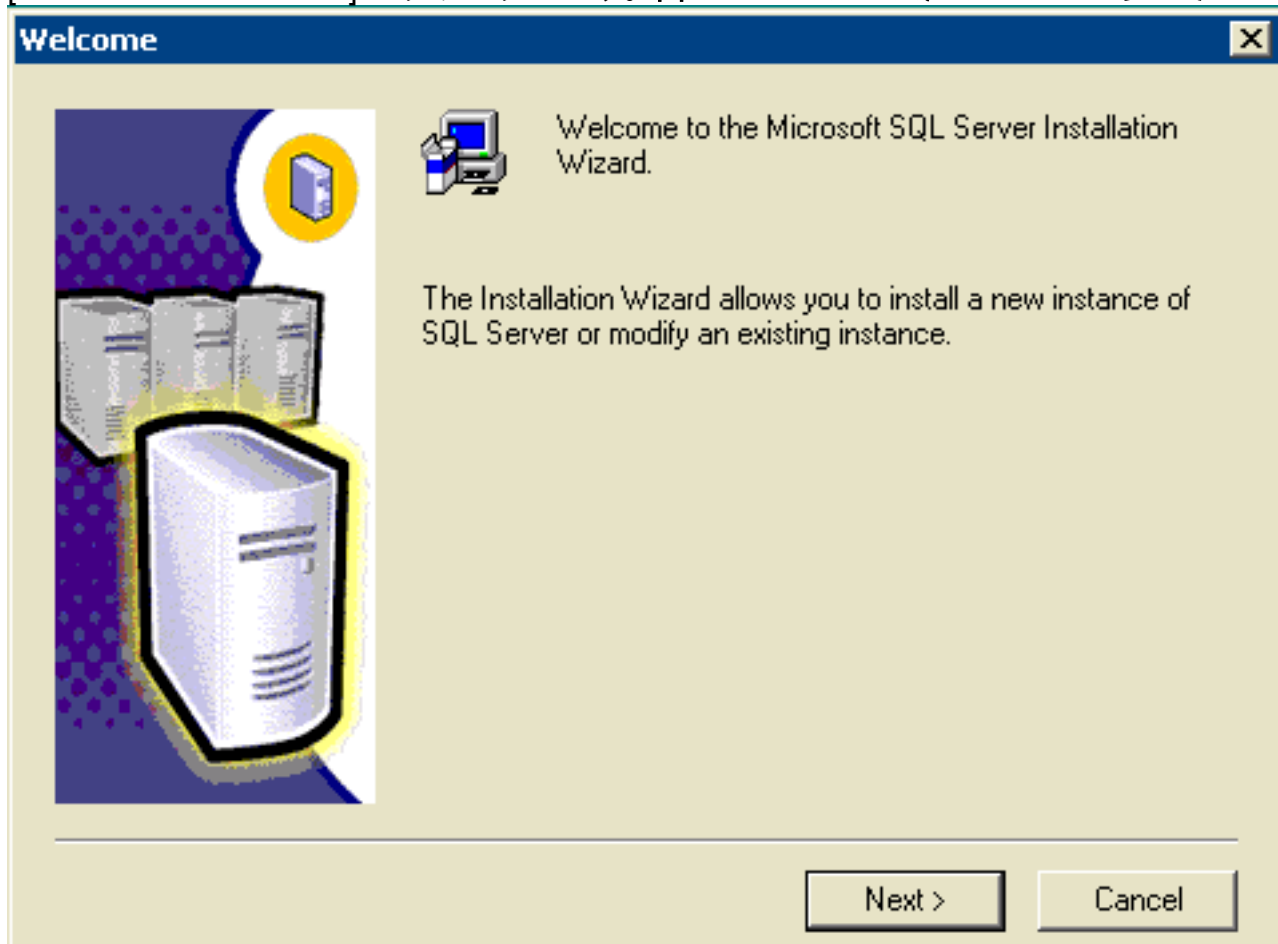 Welcome
Welcome to the Microsoft SQL Server Installation
Wizard.
The Installation Wizard allows you to install a new instance of
SQL Server or modify an existing instance.
Next >
Cancel